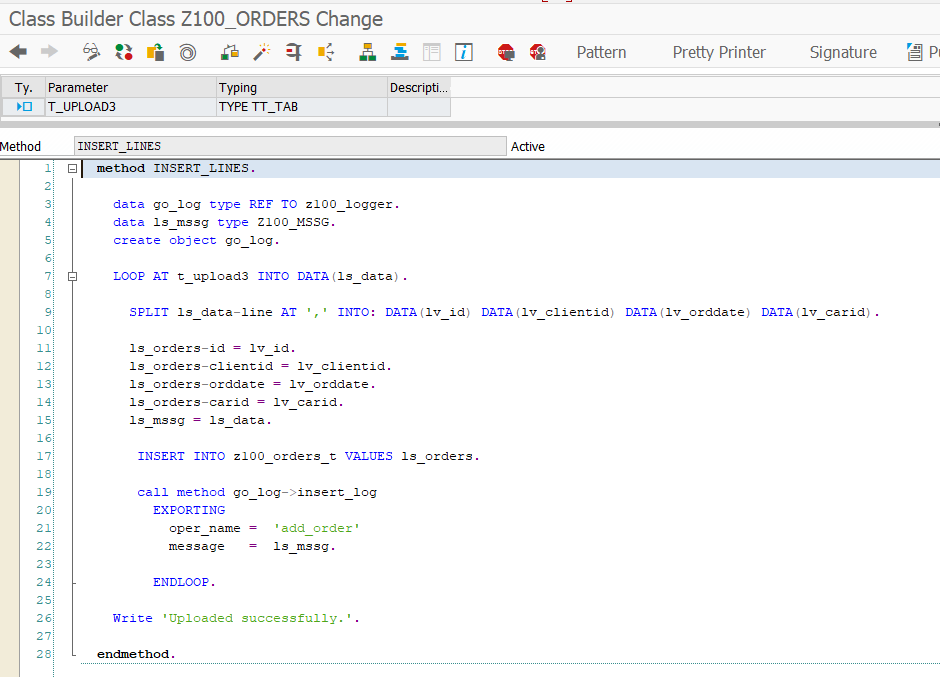 Class Builder Class Z100_ORDERS Change
Pattern Pretty Printer Signature
Ty. Parameter Typing Descripti...
T_UPLOAD3 TYPE TT_TAB
Method INSERT_LINES Active
1 method INSERT_LINES.
2
3 data go_log type REF TO z100_logger.
4 data ls_mssg type Z100_MSSG.
5 create object go_log.
6
7 LOOP AT t_upload3 INTO DATA(ls_data).
8
9 SPLIT ls_data-line AT ',' INTO: DATA(lv_id) DATA(lv_clientid) DATA(lv_orddate) DATA(lv_carid).
10
11 ls_orders-id = lv_id.
12 ls_orders-clientid = lv_clientid.
13 ls_orders-orddate = lv_orddate.
14 ls_orders-carid = lv_carid.
15 ls_mssg = ls_data.
16
17 INSERT INTO z100_orders_t VALUES ls_orders.
18
19 call method go_log->insert_log
20 EXPORTING
21 oper_name = 'add_order'
22 message = ls_mssg.
23
24 ENDLOOP.
25
26 Write 'Uploaded successfully.'.
27
28 endmethod.